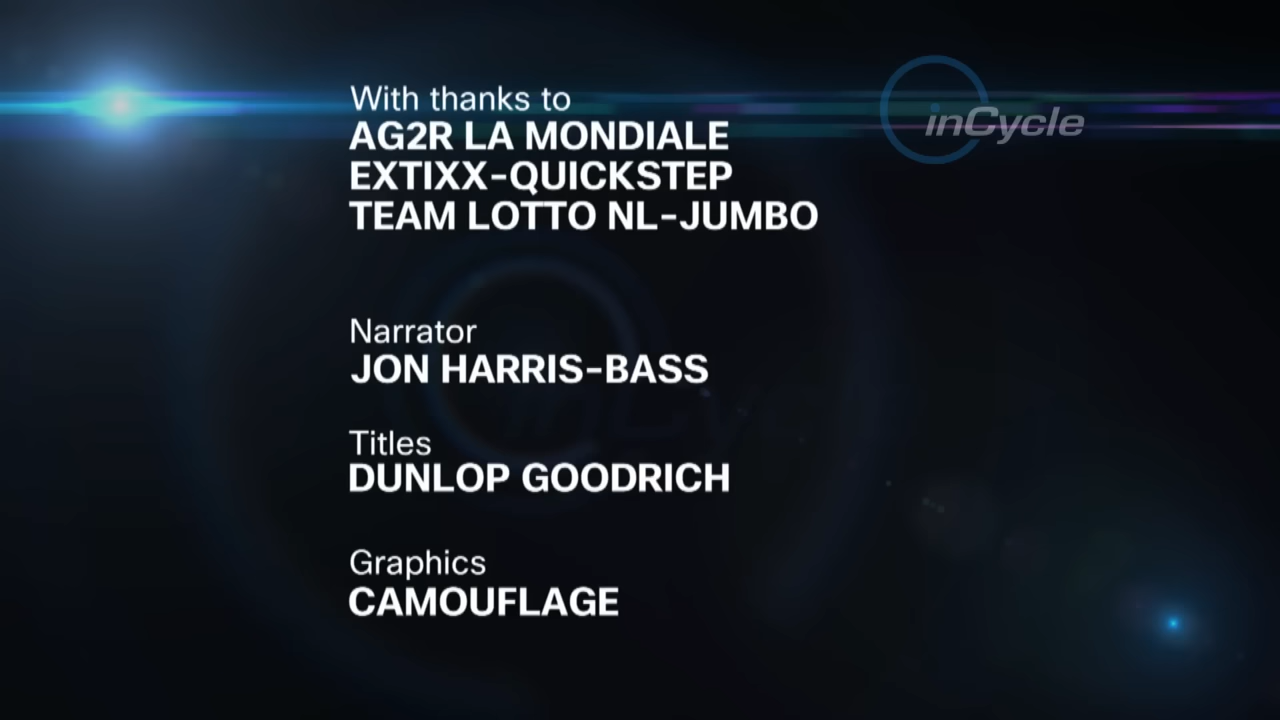 With thanks to
AG2R LA MONDIALE
EXTIXX-QUICKSTEP
TEAM LOTTO NL-JUMBO
inCycle
Narrator
JON HARRIS-BASS
Titles
DUNLOP GOODRICH
Graphics
CAMOUFLAGE